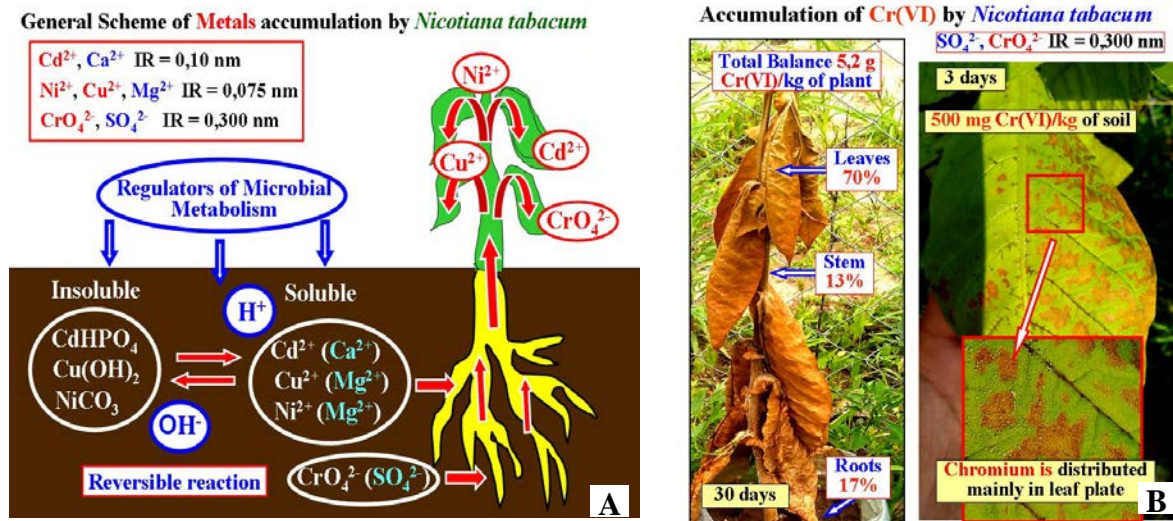 General Scheme of Metals accumulation by Nicotiana tabacum
Cd²⁺, Ca²⁺ IR = 0,10 nm
Ni²⁺, Cu²⁺, Mg²⁺ IR = 0,075 nm
CrO₄²⁻, SO₄²⁻ IR = 0,300 nm
Regulators of Microbial
Metabolism
Ni²⁺
Cu²⁺
Cd²⁺
CrO₄²⁻
Insoluble
CdHPO₄
Cu(OH)₂
NiCO₃
H⁺
OH⁻
Soluble
Cd²⁺ (Ca²⁺)
Cu²⁺ (Mg²⁺)
Ni²⁺ (Mg²⁺)
Reversible reaction
CrO₄²⁻ (SO₄²⁻)
A
Accumulation of Cr(VI) by Nicotiana tabacum
SO₄²⁻, CrO₄²⁻ IR = 0,300 nm
Total Balance 5,2 g
Cr(VI)/kg of plant
Leaves
70%
Stem
13%
Roots
17%
30 days
3 days
500 mg Cr(VI)/kg of soil
Chromium is distributed
mainly in leaf plate
B